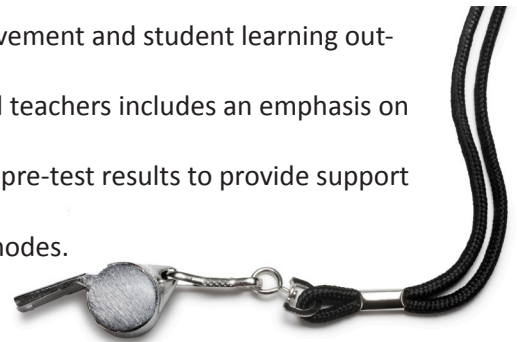 vement and student learning out-
teachers includes an emphasis on
pre-test results to provide support
nodes.